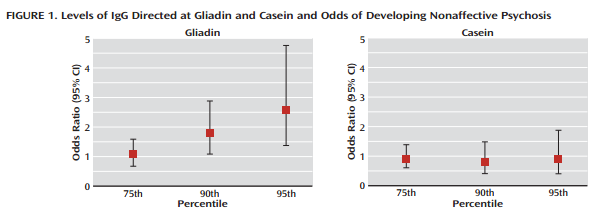 FIGURE 1. Levels of IgG Directed at Gliadin and Casein and Odds of Developing Nonaffective Psychosis
Gliadin
Odds Ratio (95% CI)
5
4
3
2
1
0
75th
90th
95th
Percentile
Casein
Odds Ratio (95% CI)
5
4
3
2
1
0
75th
90th
95th
Percentile